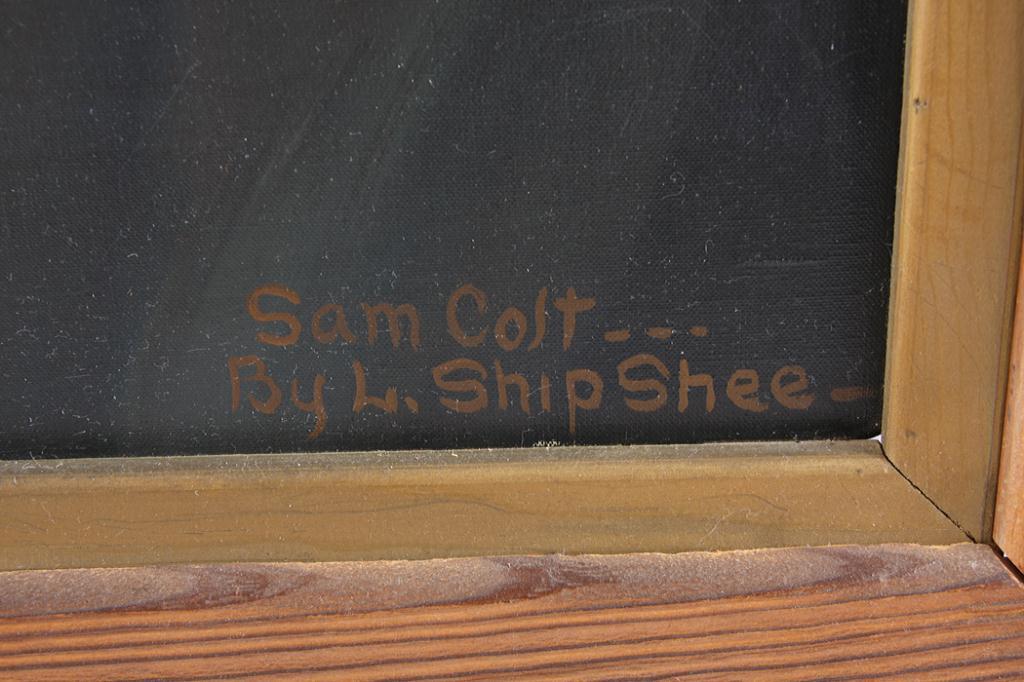 Sam Colt ---
By L. ShipShee -